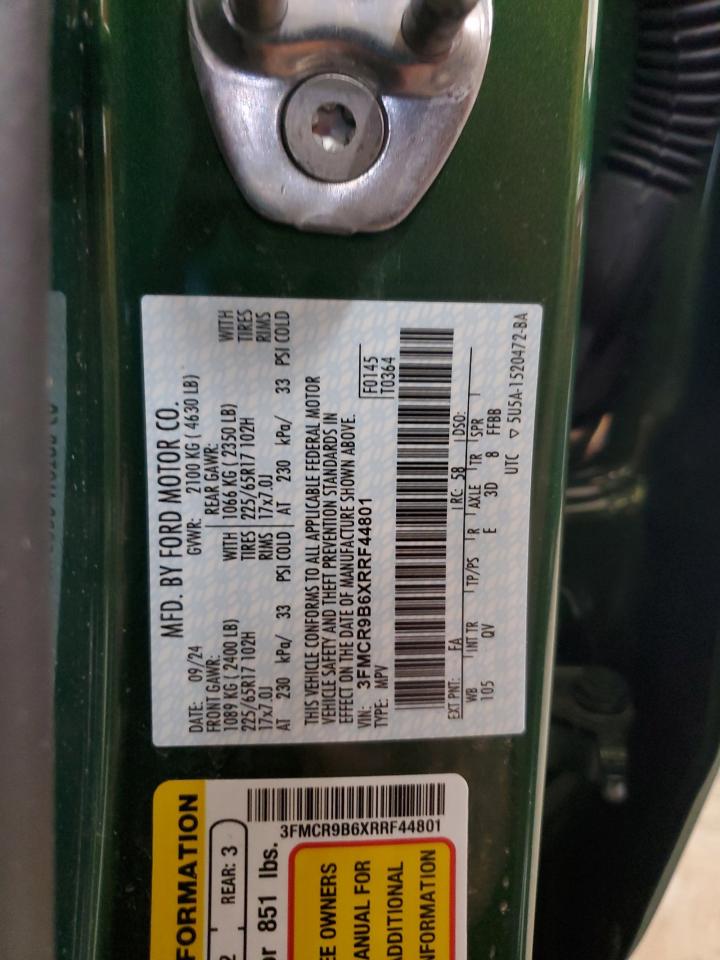 MFD. BY FORD MOTOR CO.
DATE: 09/24 GVWR: 2100 KG ( 4630 LB)
FRONT GAWR: REAR GAWR:
1089 KG ( 2400 LB) WITH 1066 KG ( 2350 LB) WITH
225/65R17 102H TIRES 225/65R17 102H TIRES
17x7.0J RIMS 17x7.0J RIMS
AT 230 kPa/ 33 PSI COLD AT 230 kPa/ 33 PSI COLD
THIS VEHICLE CONFORMS TO ALL APPLICABLE FEDERAL MOTOR
VEHICLE SAFETY AND THEFT PREVENTION STANDARDS IN
EFFECT ON THE DATE OF MANUFACTURE SHOWN ABOVE.
VIN: 3FMCR9B6XRRF44801 F0145
TYPE: MPV T0364
EXT PNT: FA RC: 58 DSO:
WB INT TR TP/PS R AXLE TR SPR
105 QV E 3D 8 FFBB
UTC ▽ 5U5A-1520472-BA
FORMATION
REAR: 3
or 851 lbs.
3FMCR9B6XRRF44801
EE OWNERS
ANUAL FOR
ADDITIONAL
FORMATION